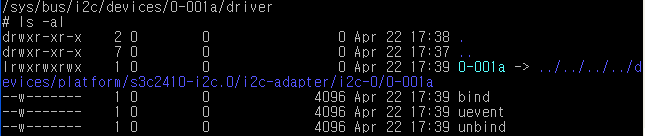 /sys/bus/i2c/devices/0-001a/driver
# ls -al
drwxr-xr-x 2 0 0 0 Apr 22 17:38 .
drwxr-xr-x 7 0 0 0 Apr 22 17:37 ..
lrwxrwxrwx 1 0 0 0 Apr 22 17:39 0-001a -> ../../../../d
evices/platform/s3c2410-i2c.0/i2c-adapter/i2c-0/0-001a
--w------- 1 0 0 4096 Apr 22 17:39 bind
--w------- 1 0 0 4096 Apr 22 17:39 uevent
--w------- 1 0 0 4096 Apr 22 17:39 unbind